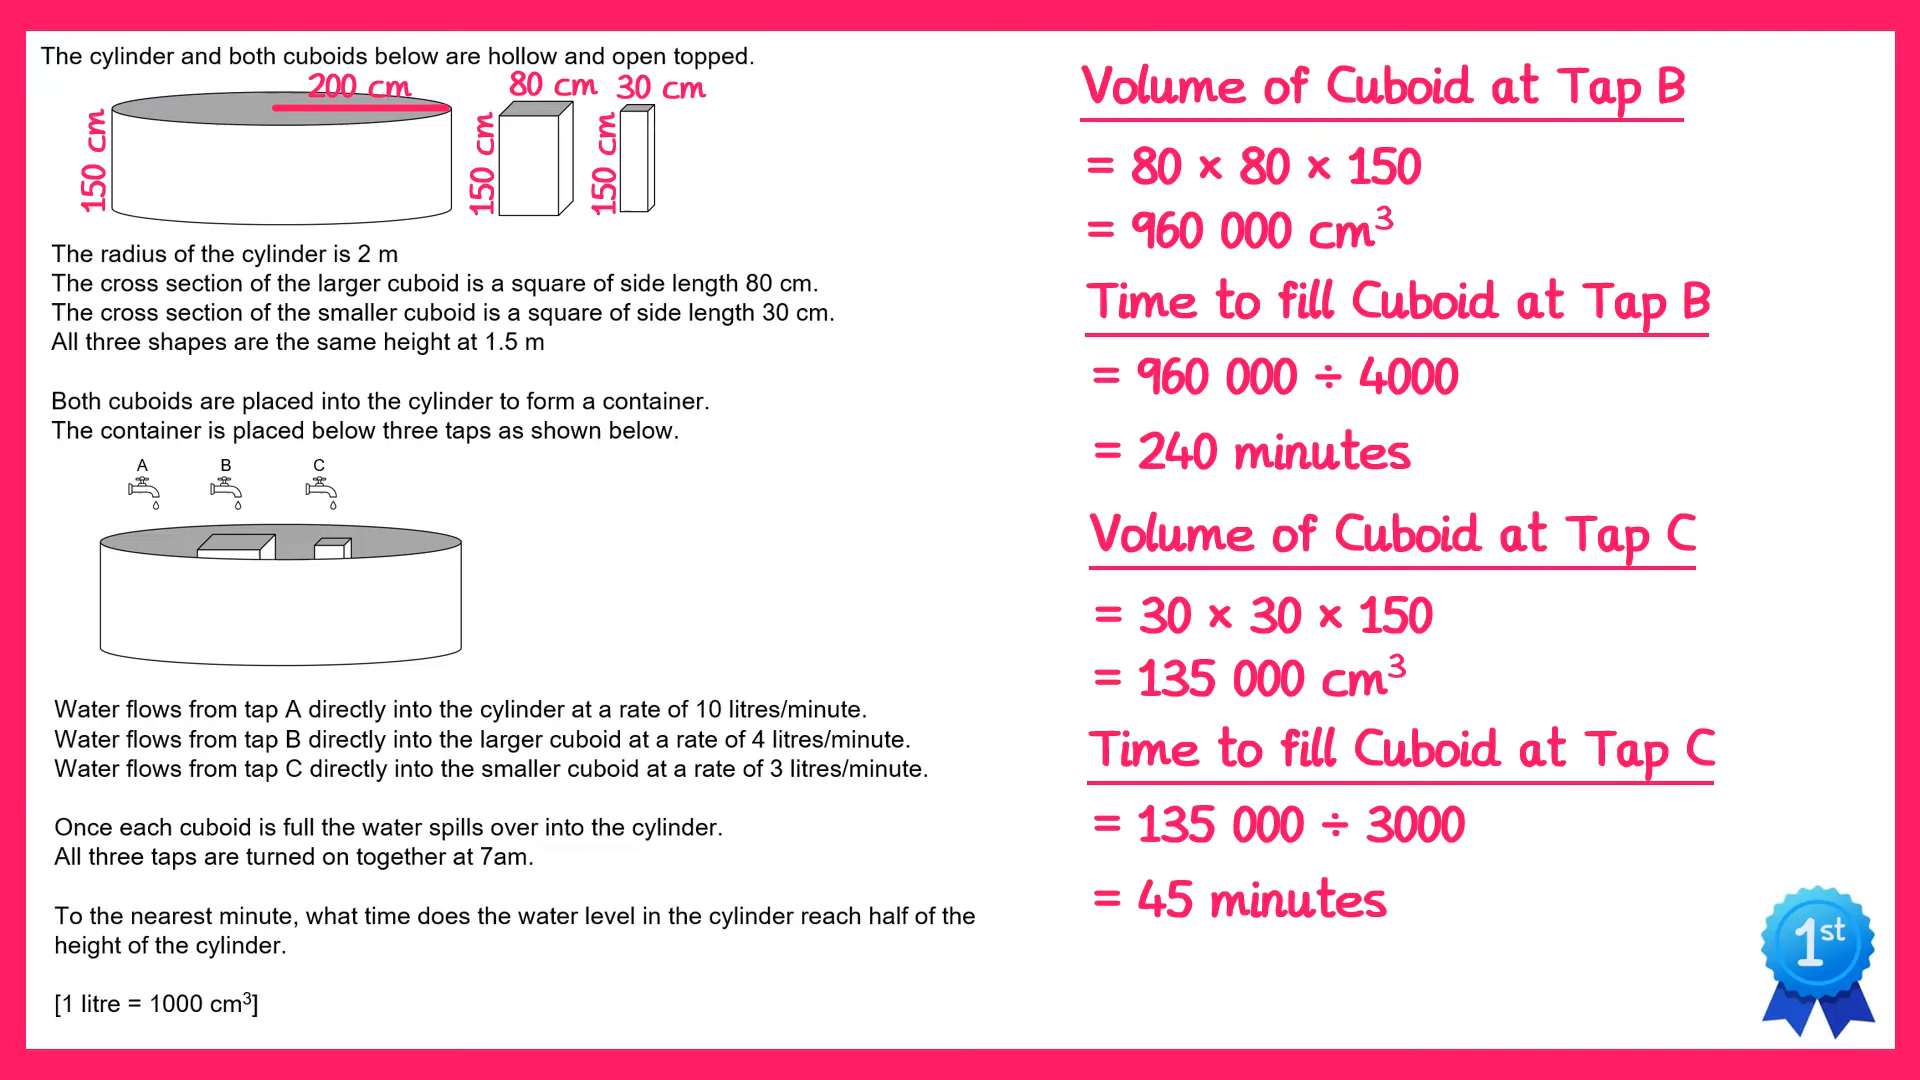 The cylinder and both cuboids below are hollow and open topped.
200 cm
80 cm
30 cm
150 cm
150 cm
150 cm
The radius of the cylinder is 2 m
The cross section of the larger cuboid is a square of side length 80 cm.
The cross section of the smaller cuboid is a square of side length 30 cm.
All three shapes are the same height at 1.5 m
Both cuboids are placed into the cylinder to form a container.
The container is placed below three taps as shown below.
A B C
Water flows from tap A directly into the cylinder at a rate of 10 litres/minute.
Water flows from tap B directly into the larger cuboid at a rate of 4 litres/minute.
Water flows from tap C directly into the smaller cuboid at a rate of 3 litres/minute.
Once each cuboid is full the water spills over into the cylinder.
All three taps are turned on together at 7am.
To the nearest minute, what time does the water level in the cylinder reach half of the
height of the cylinder.
[1 litre = 1000 cm³]
Volume of Cuboid at Tap B
= 80 × 80 × 150
= 960 000 cm³
Time to fill Cuboid at Tap B
= 960 000 ÷ 4000
= 240 minutes
Volume of Cuboid at Tap C
= 30 × 30 × 150
= 135 000 cm³
Time to fill Cuboid at Tap C
= 135 000 ÷ 3000
= 45 minutes
1st